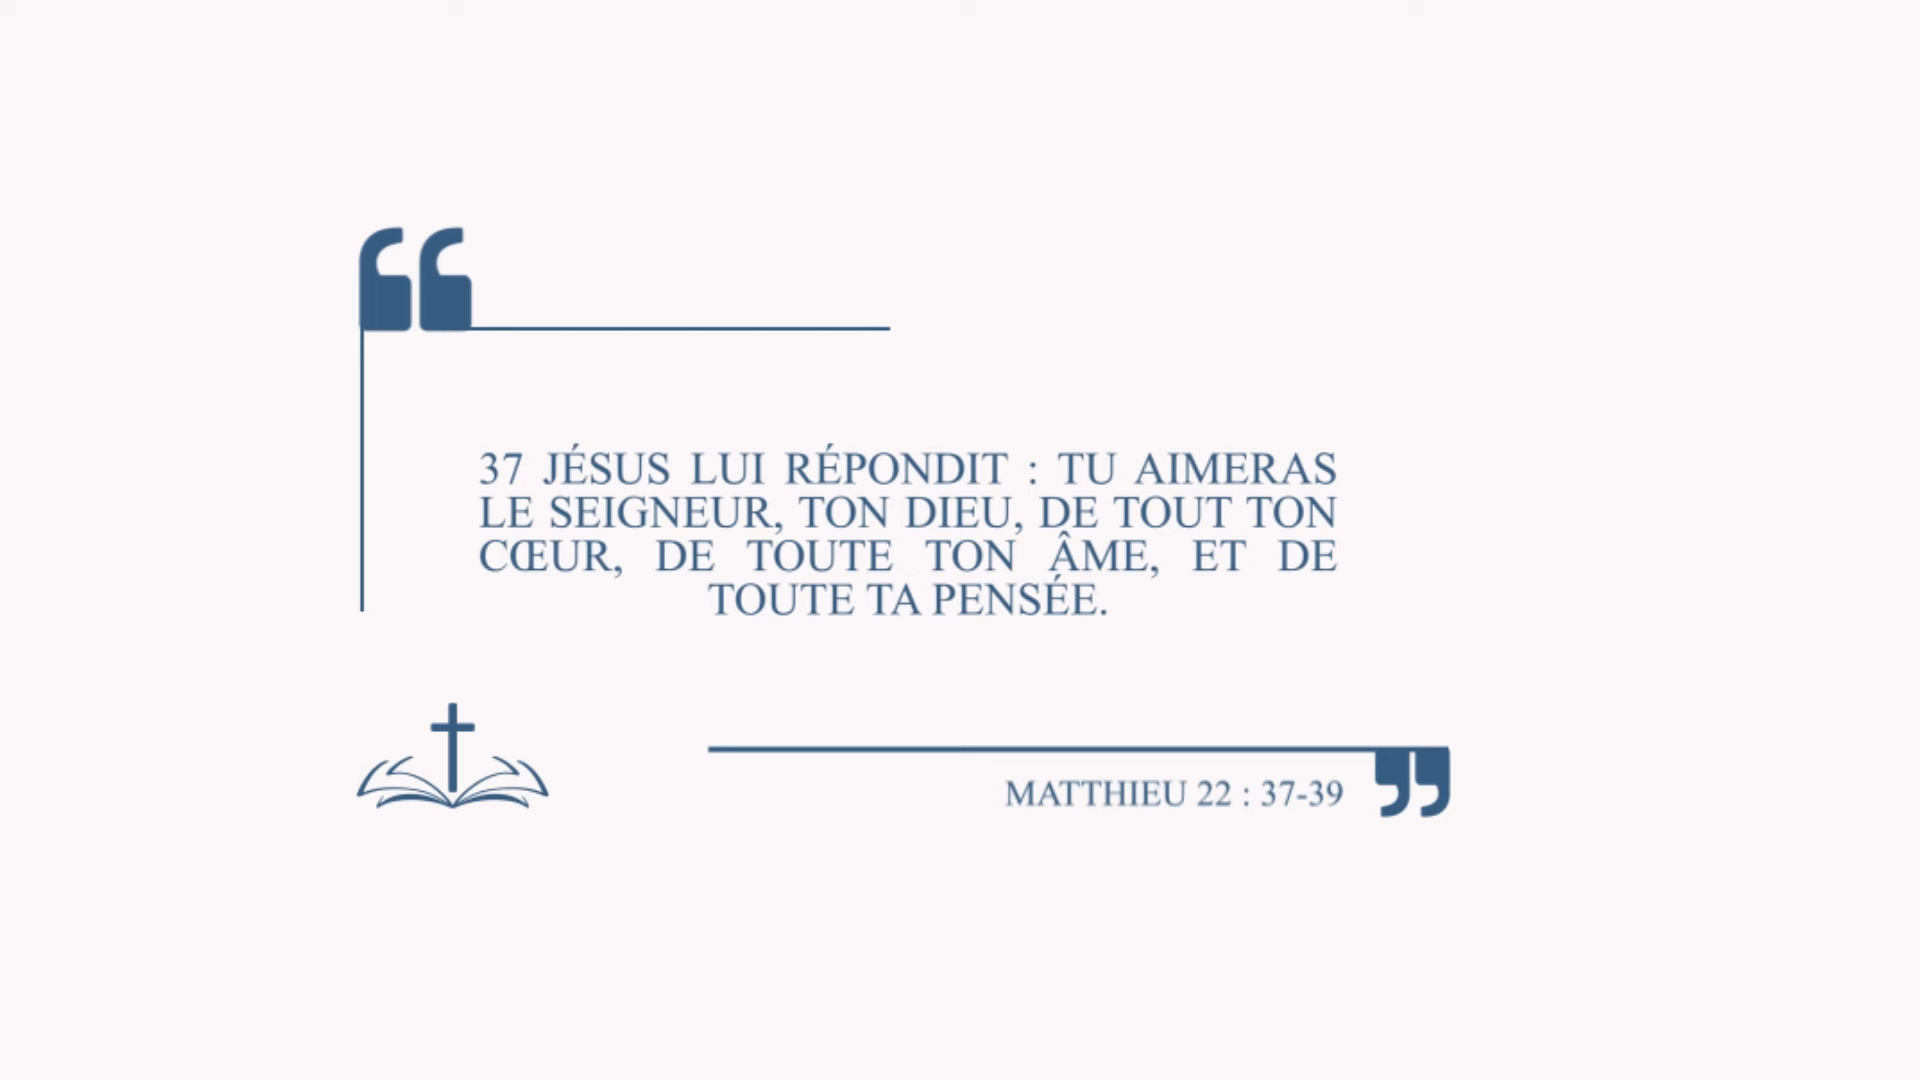 37 JÉSUS LUI RÉPONDIT : TU AIMERAS
LE SEIGNEUR, TON DIEU, DE TOUT TON
CŒUR, DE TOUTE TON ÂME, ET DE
TOUTE TA PENSÉE.
MATTHIEU 22 : 37-39